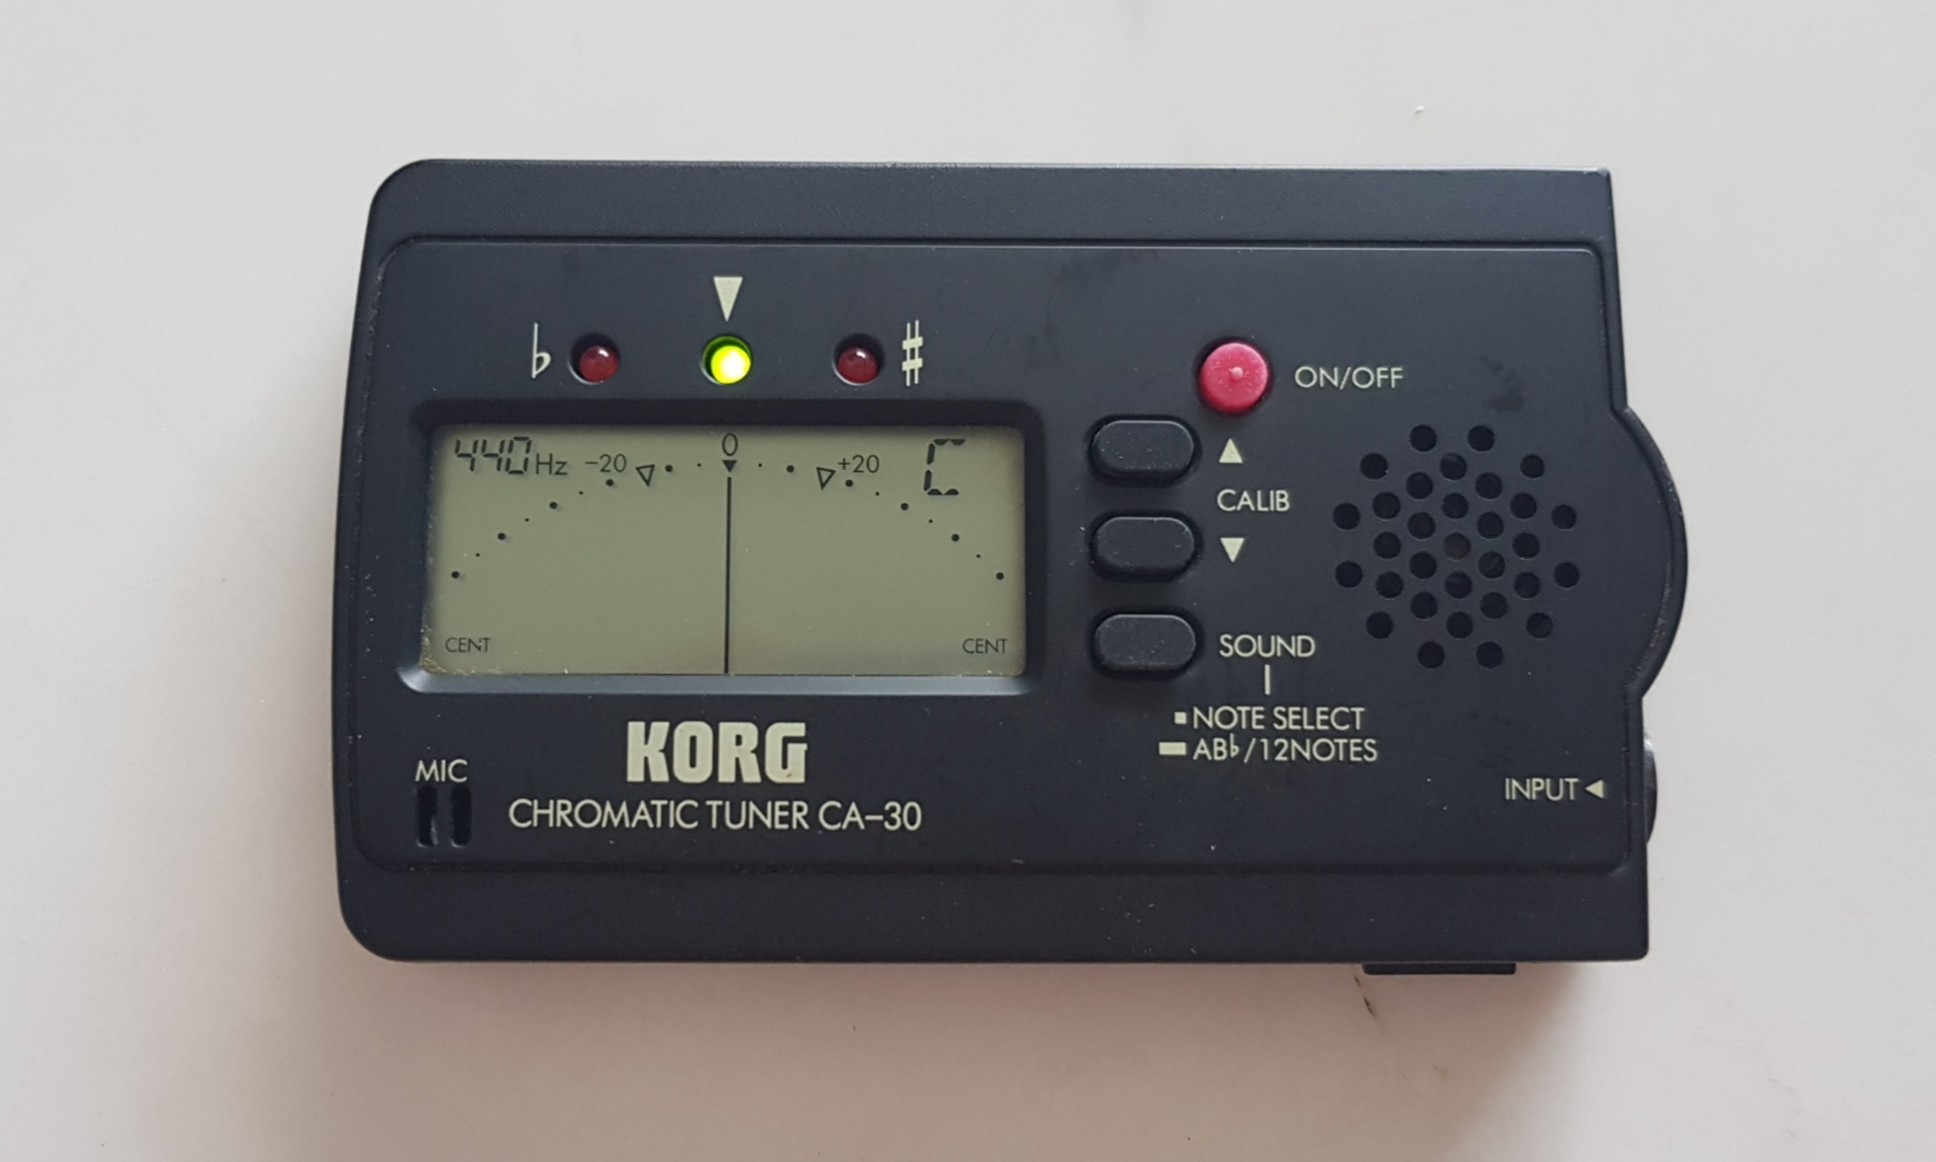 ♭ ▼ ♯
ON/OFF
440Hz -20 0 +20 C
▲
CALIB
▼
CENT CENT
SOUND
▪NOTE SELECT
▬AB♭/12NOTES
KORG
CHROMATIC TUNER CA-30
MIC
INPUT◀